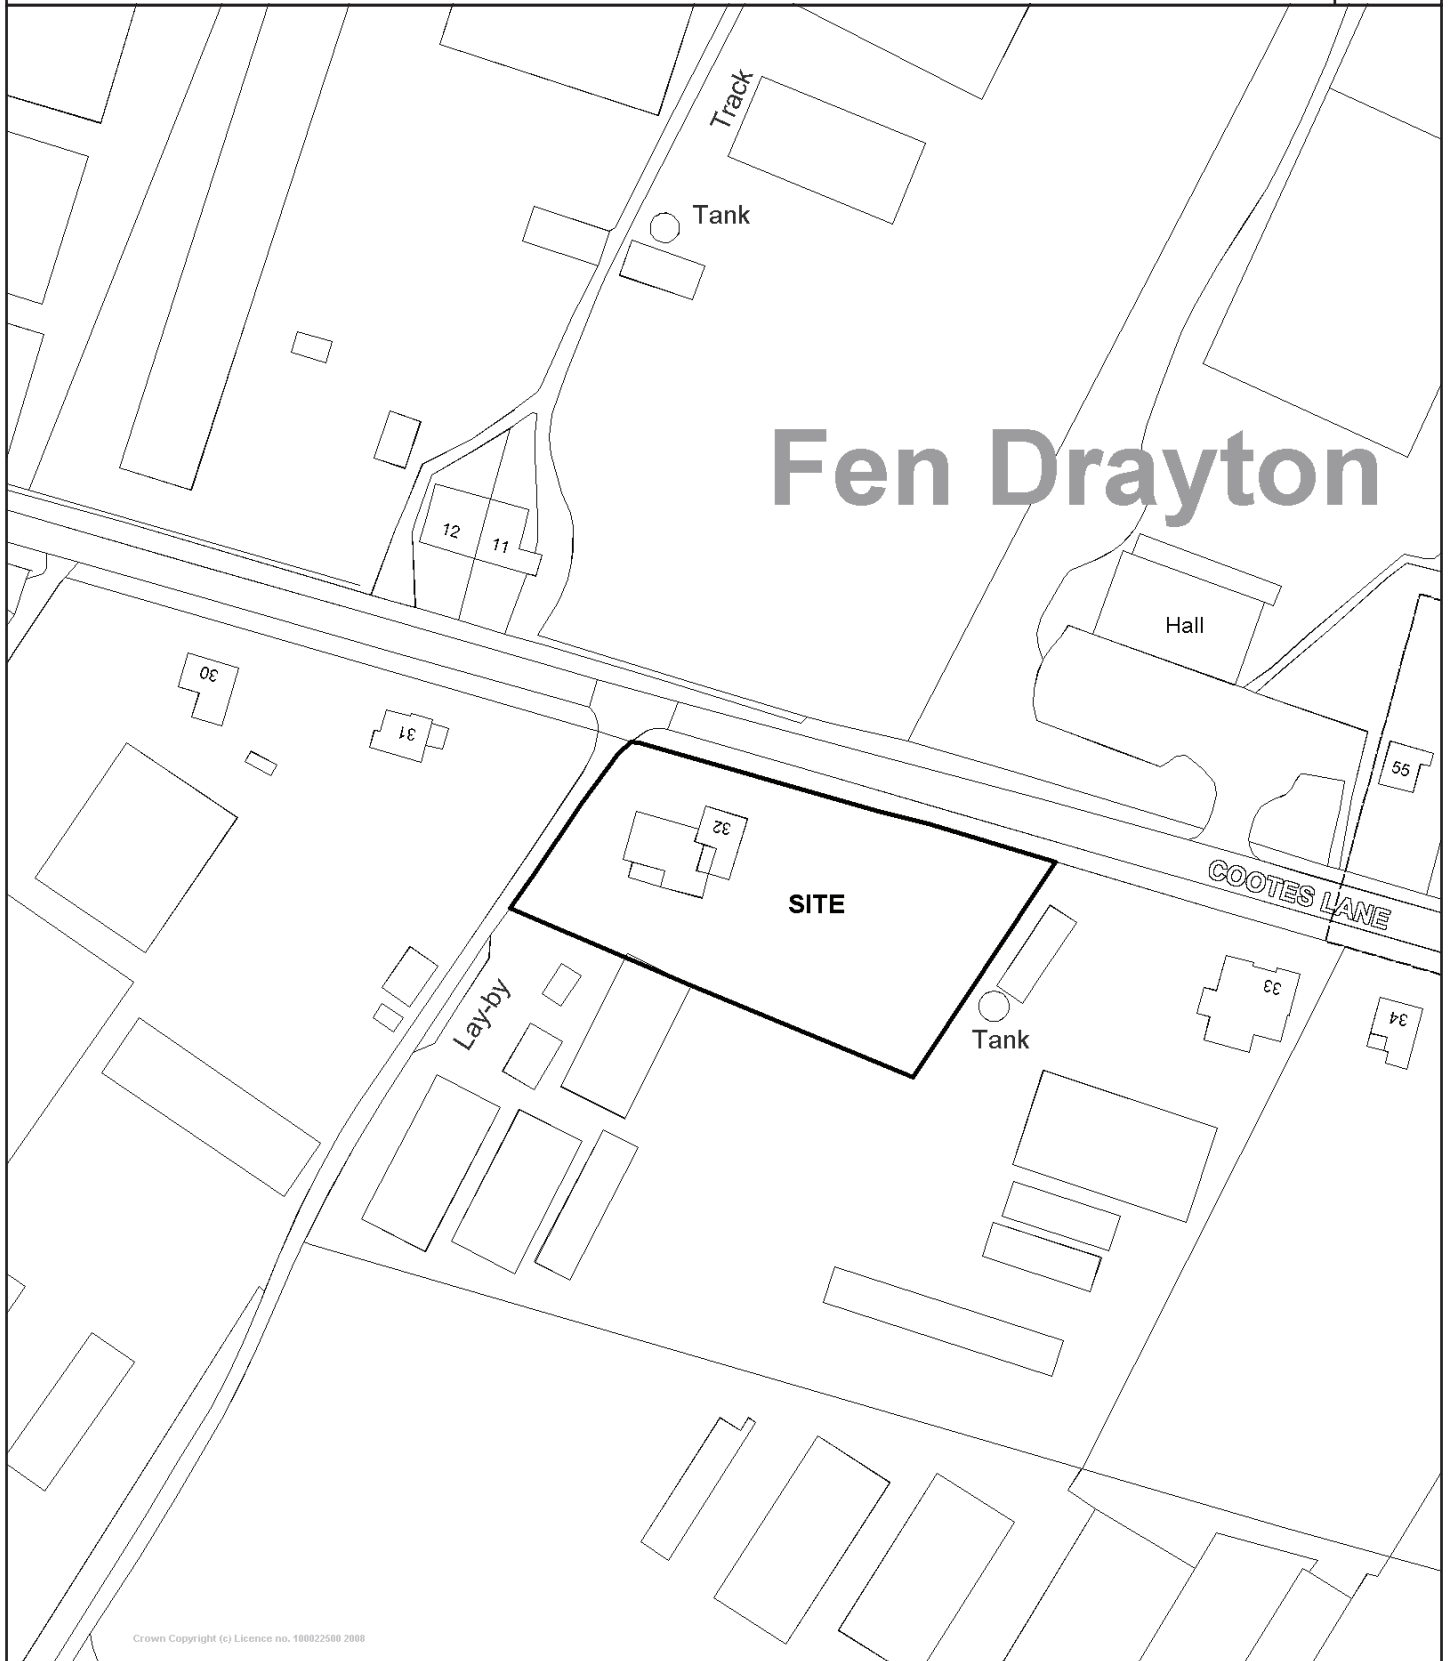 Track
Tank
Fen Drayton
12
11
Hall
30
31
55
32
COOTES LANE
SITE
Lay-by
33
34
Tank
Crown Copyright (c) Licence no. 100022500 2008